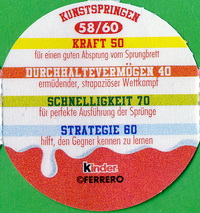 KUNSTSPRINGEN
58/60
KRAFT 50
für einen guten Absprung vom Sprungbrett
DURCHHALTEVERMÖGEN 40
ermüdender, strapaziöser Wettkampf
SCHNELLIGKEIT 70
für perfekte Ausführung der Sprünge
STRATEGIE 60
hilft, den Gegner kennen zu lernen
Kinder
©FERRERO